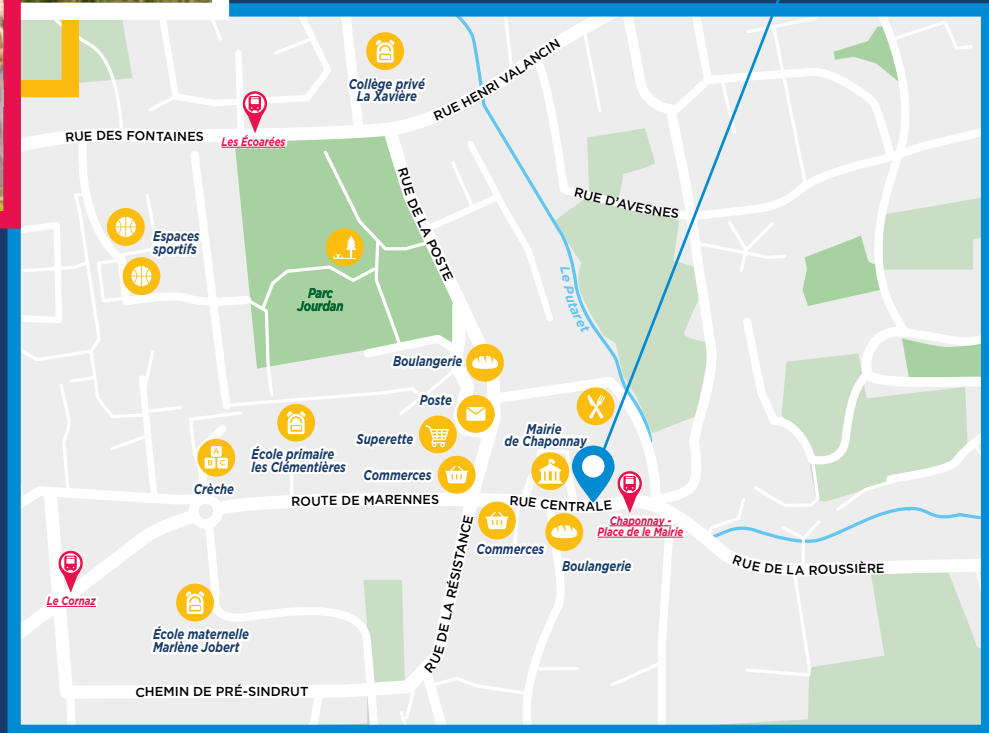 Collège privé
La Xavière
RUE HENRI VALANCIN
RUE DES FONTAINES
Les Écoarées
RUE DE LA POSTE
RUE D'AVESNES
Espaces
sportifs
Le Putaret
Parc
Jourdan
Boulangerie
Poste
Superette
Mairie
de Chaponnay
École primaire
les Clémentières
Commerces
A
B C
Crèche
ROUTE DE MARENNES
RUE CENTRALE
Chaponnay -
Place de le Mairie
Commerces
Boulangerie
RUE DE LA ROUSSIÈRE
RUE DE LA RÉSISTANCE
Le Cornaz
École maternelle
Marlène Jobert
CHEMIN DE PRÉ-SINDRUT